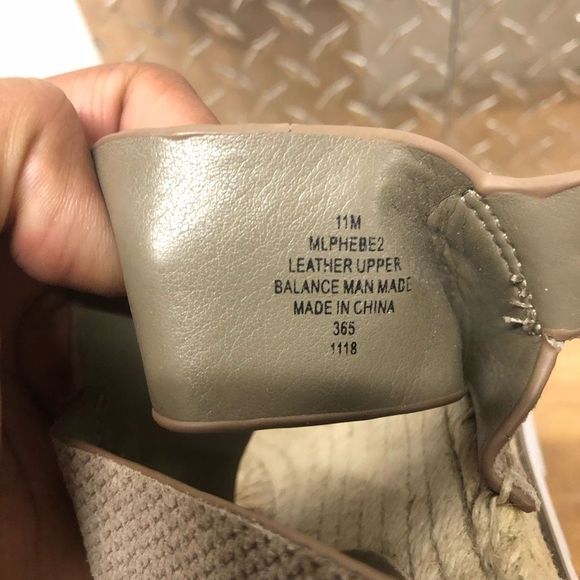 11M
MLPHEBE2
LEATHER UPPER
BALANCE MAN MADE
MADE IN CHINA
365
1118